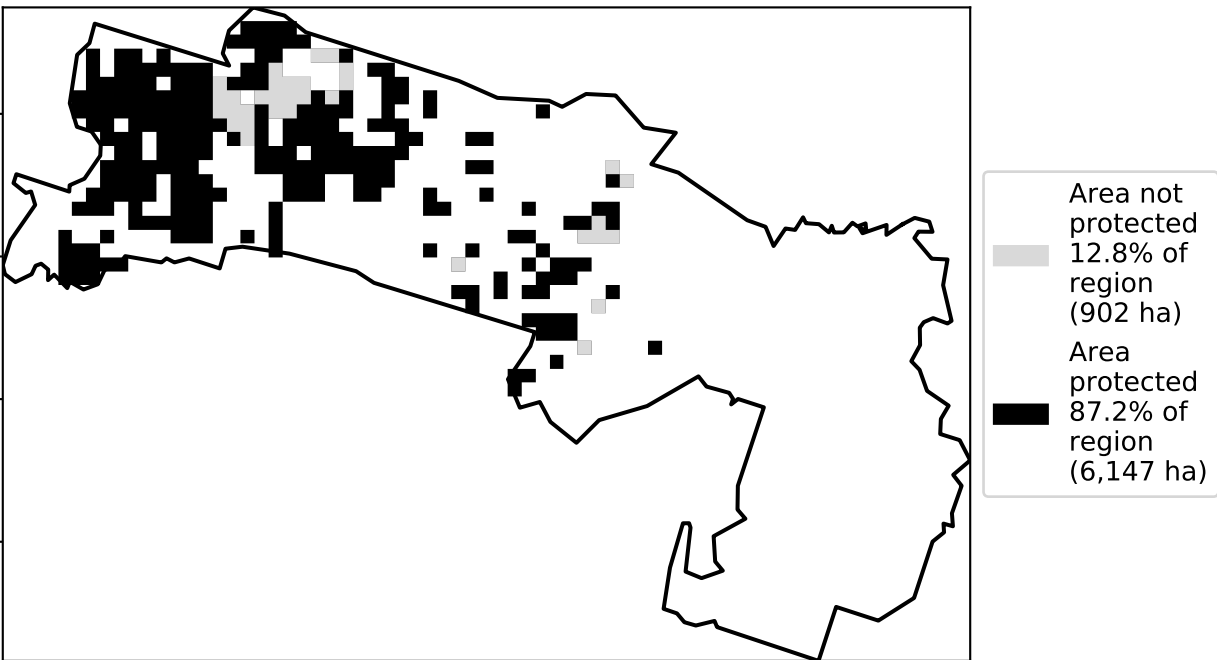 Area not
protected
12.8% of
region
(902 ha)
Area
protected
87.2% of
region
(6,147 ha)